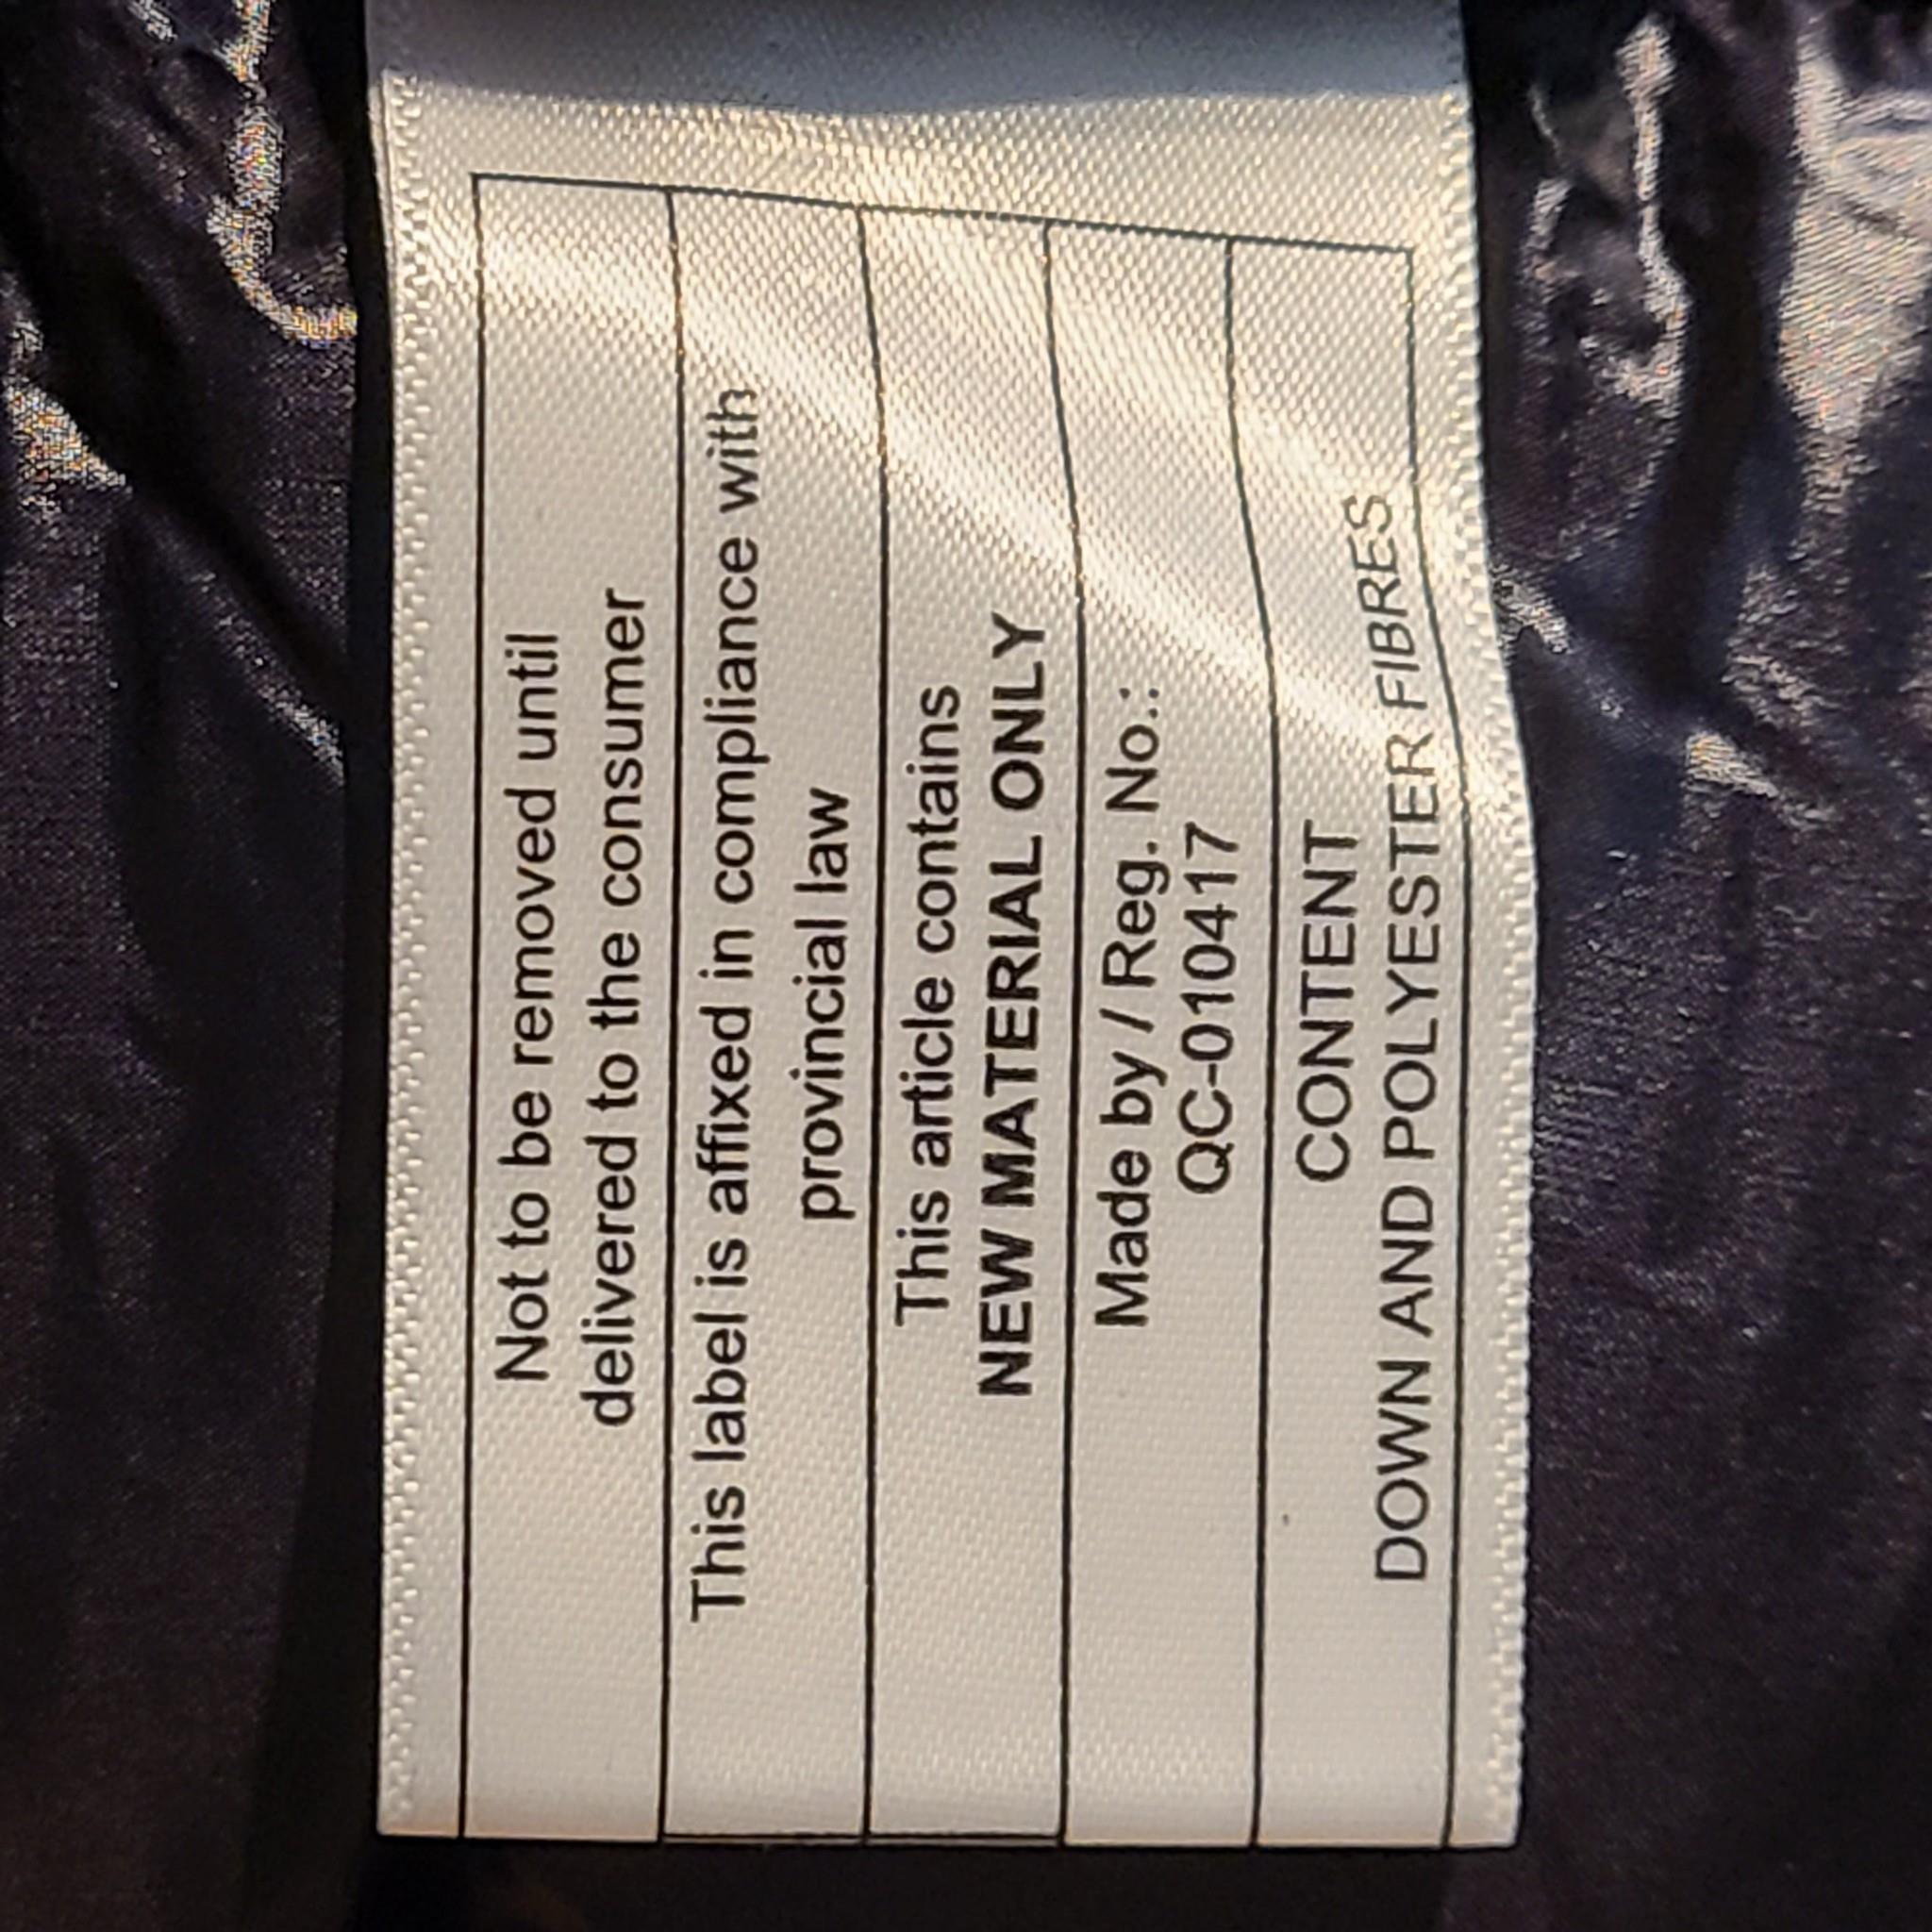 Not to be removed until
delivered to the consumer
This label is affixed in compliance with
provincial law
This article contains
NEW MATERIAL ONLY
Made by / Reg. No.:
QC-010417
CONTENT
DOWN AND POLYESTER FIBRES